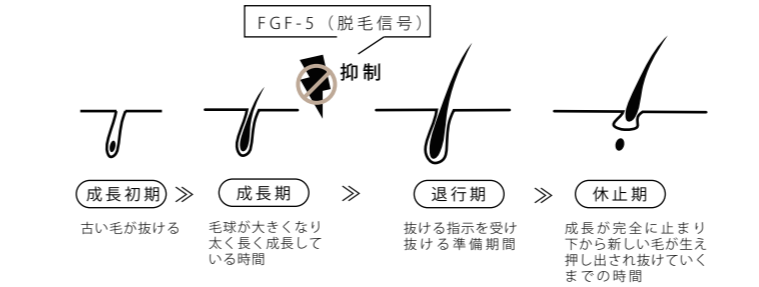 FGF-5（脱毛信号）
抑制
成長初期
成長期
退行期
休止期
古い毛が抜ける
毛球が大きくなり
太く長く成長して
いる時間
抜ける指示を受け
抜ける準備期間
成長が完全に止まり
下から新しい毛が生え
押し出され抜けていく
までの時間